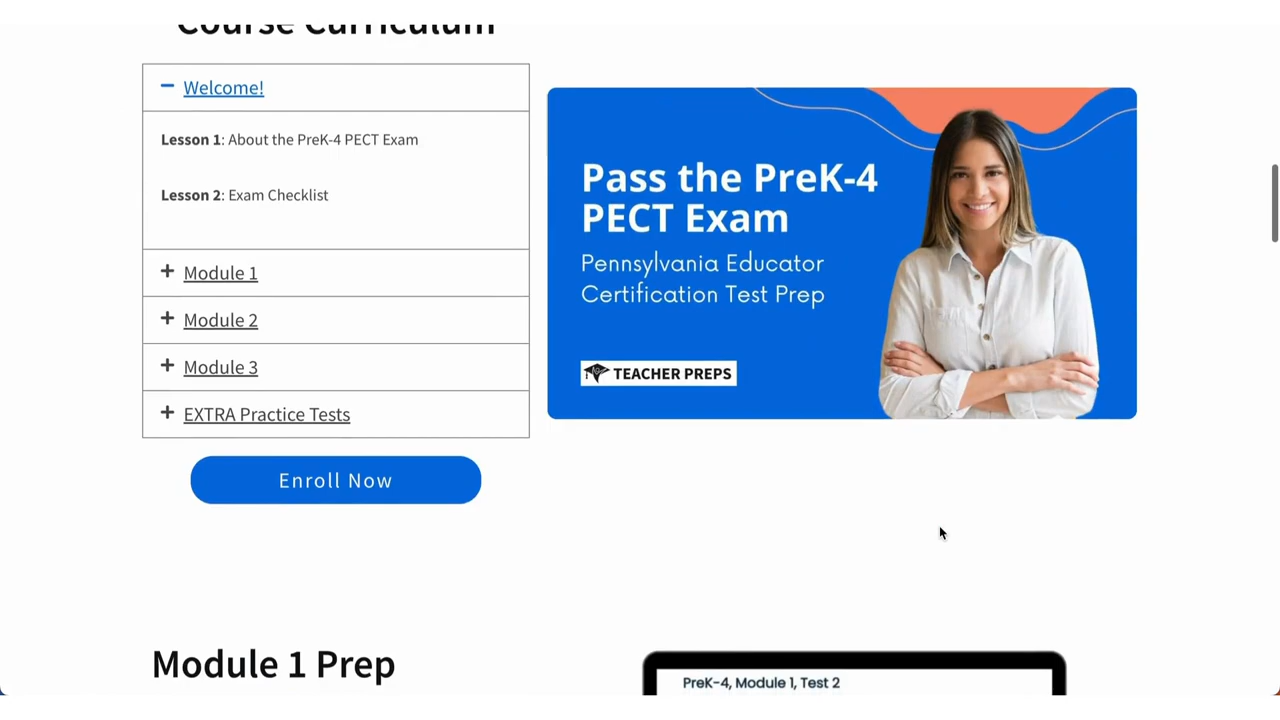 Course Curriculum
Welcome!
Lesson 1: About the PreK-4 PECT Exam
Lesson 2: Exam Checklist
Module 1
Module 2
Module 3
EXTRA Practice Tests
Enroll Now
Pass the PreK-4
PECT Exam
Pennsylvania Educator
Certification Test Prep
TEACHER PREPS
Module 1 Prep
PreK-4, Module 1, Test 2